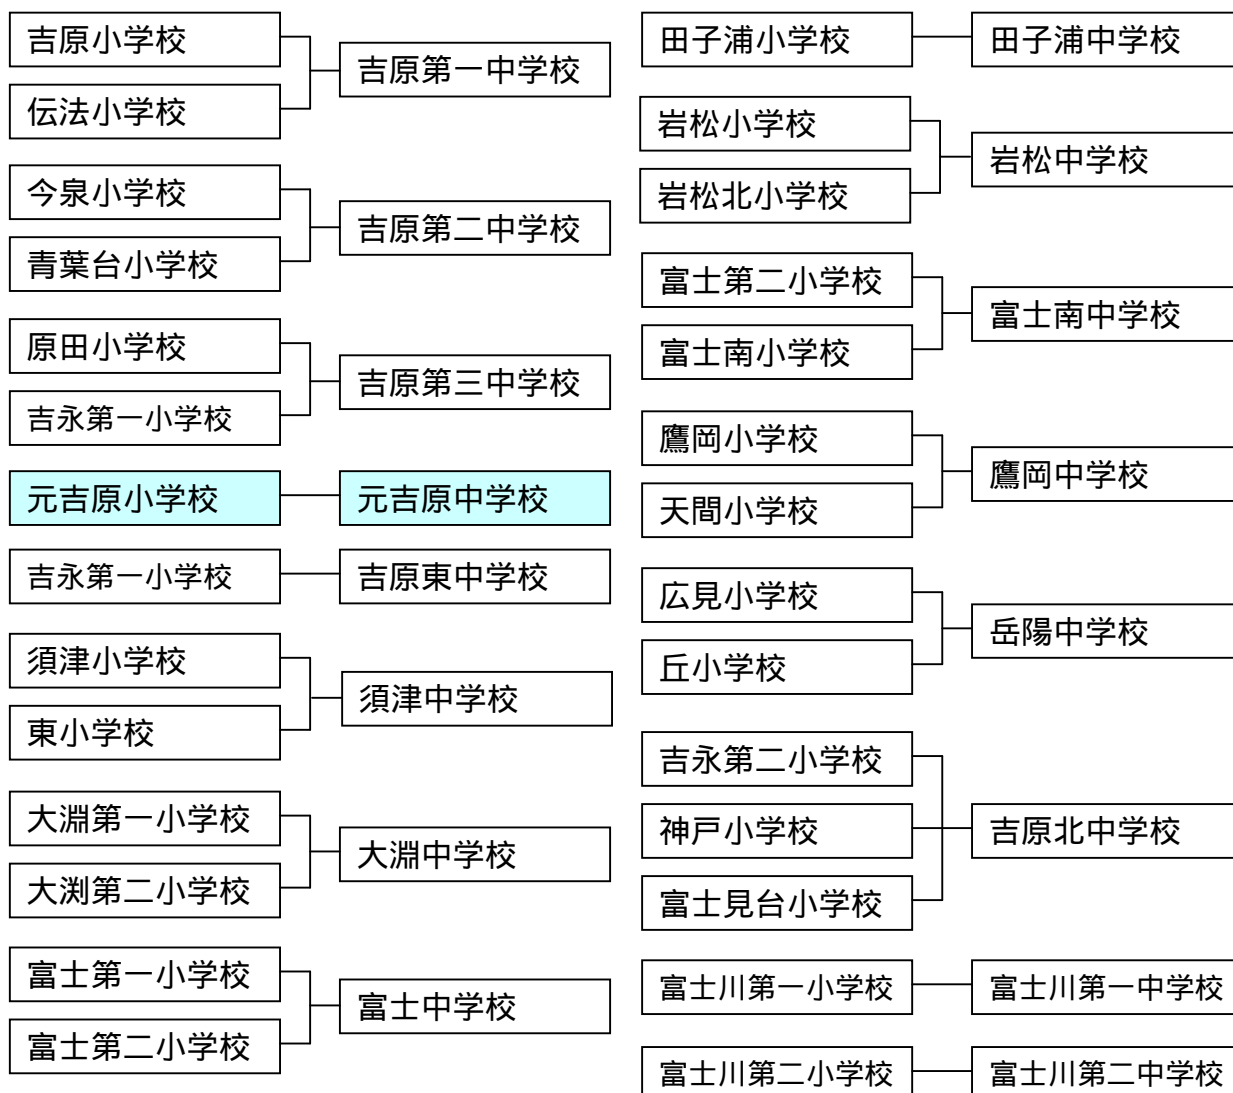 吉原小学校
伝法小学校
吉原第一中学校
今泉小学校
青葉台小学校
吉原第二中学校
原田小学校
吉永第一小学校
吉原第三中学校
元吉原小学校
元吉原中学校
吉永第一小学校
吉原東中学校
須津小学校
東小学校
須津中学校
大淵第一小学校
大渕第二小学校
大淵中学校
富士第一小学校
富士第二小学校
富士中学校
田子浦小学校
田子浦中学校
岩松小学校
岩松北小学校
岩松中学校
富士第二小学校
富士南小学校
富士南中学校
鷹岡小学校
天間小学校
鷹岡中学校
広見小学校
丘小学校
岳陽中学校
吉永第二小学校
神戸小学校
富士見台小学校
吉原北中学校
富士川第一小学校
富士川第一中学校
富士川第二小学校
富士川第二中学校